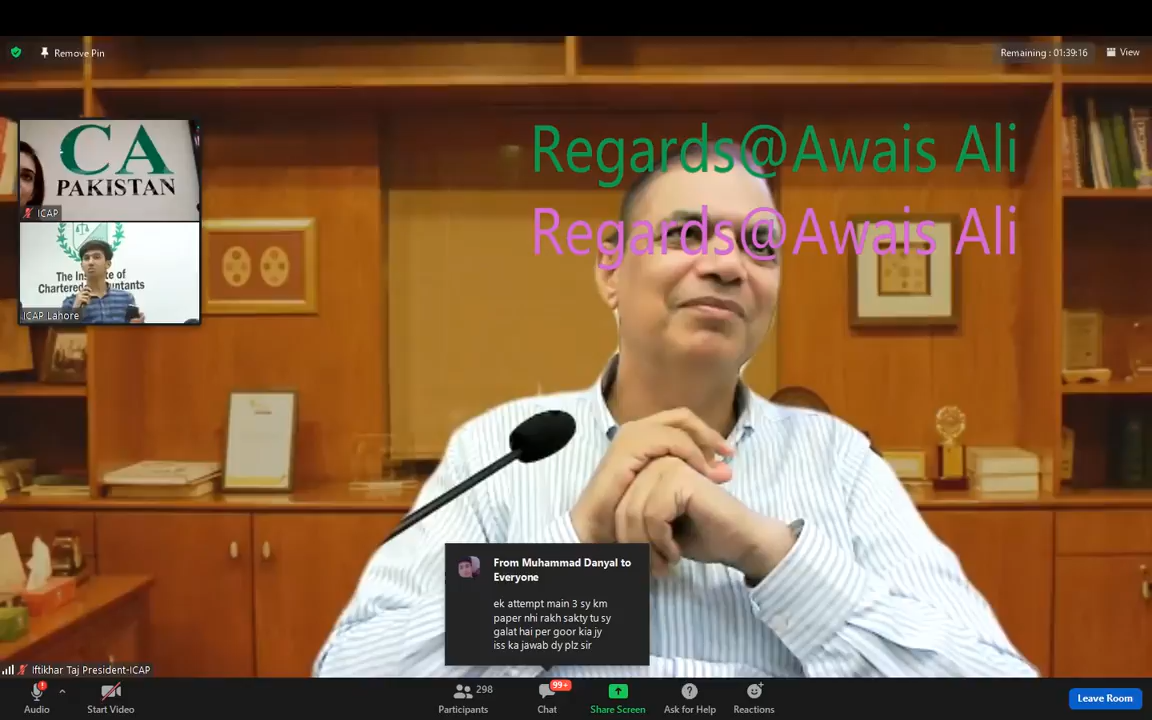 Remove Pin
Remaining : 01:39:16
View
CA
PAKISTAN
ICAP
Regards@Awais Ali
Regards@Awais Ali
The In te of
Chartered untants
ICAP Lahore
From Muhammad Danyal to
Everyone
ek attempt main 3 sy km
paper nhi rakh sakty tu sy
galat hai per goor kia jy
iss ka jawab dy plz sir
Iftikhar Taj President-ICAP
Audio
Start Video
298
Participants
99+
Chat
Share Screen
Ask for Help
Reactions
Leave Room